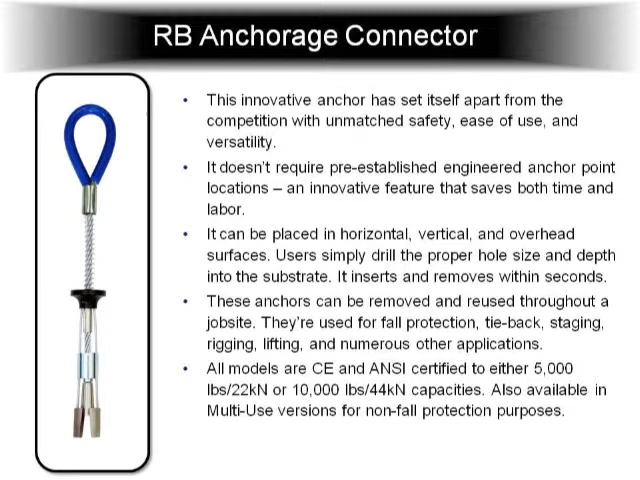 RB Anchorage Connector
• This innovative anchor has set itself apart from the
competition with unmatched safety, ease of use, and
versatility.
• It doesn't require pre-established engineered anchor point
locations – an innovative feature that saves both time and
labor.
• It can be placed in horizontal, vertical, and overhead
surfaces. Users simply drill the proper hole size and depth
into the substrate. It inserts and removes within seconds.
• These anchors can be removed and reused throughout a
jobsite. They're used for fall protection, tie-back, staging,
rigging, lifting, and numerous other applications.
• All models are CE and ANSI certified to either 5,000
lbs/22kN or 10,000 lbs/44kN capacities. Also available in
Multi-Use versions for non-fall protection purposes.